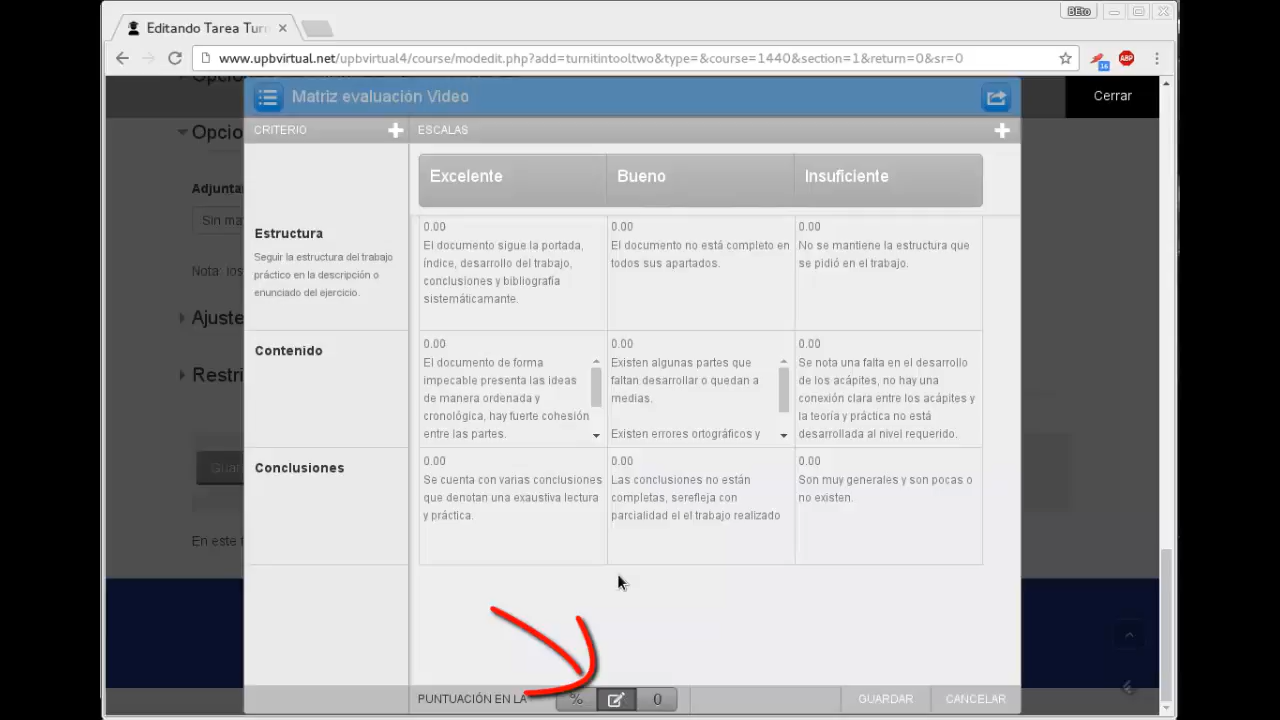 BEto
Editando Tarea Tur
www.upbvirtual.net/upbvirtual4/course/modedit.php?add=turnitintooltwo&type=&course=1440&section=1&return=0&sr=0
16
ABP
Matriz evaluación Video
Cerrar
CRITERIO
ESCALAS
Opcio
Excelente
Bueno
Insuficiente
Adjunta
Sin ma
Nota: los
Ajuste
Restri
Guar
En este
Estructura
Seguir la estructura del trabajo
práctico en la descripción o
enunciado del ejercicio.
0.00
El documento sigue la portada,
índice, desarrollo del trabajo,
conclusiones y bibliografía
sistemáticamante.
0.00
El documento no está completo en
todos sus apartados.
0.00
No se mantiene la estructura que
se pidió en el trabajo.
Contenido
0.00
El documento de forma
impecable presenta las ideas
de manera ordenada y
cronológica, hay fuerte cohesión
entre las partes.
0.00
Existen algunas partes que
faltan desarrollar o quedan a
medias.
Existen errores ortográficos y
0.00
Se nota una falta en el desarrollo
de los acápites, no hay una
conexión clara entre los acápites y
la teoría y práctica no está
desarrollada al nivel requerido.
Conclusiones
0.00
Se cuenta con varias conclusiones
que denotan una exaustiva lectura
y práctica.
0.00
Las conclusiones no están
completas, serefleja con
parcialidad el el trabajo realizado
0.00
Son muy generales y son pocas o
no existen.
PUNTUACIÓN EN LA
%
0
GUARDAR
CANCELAR